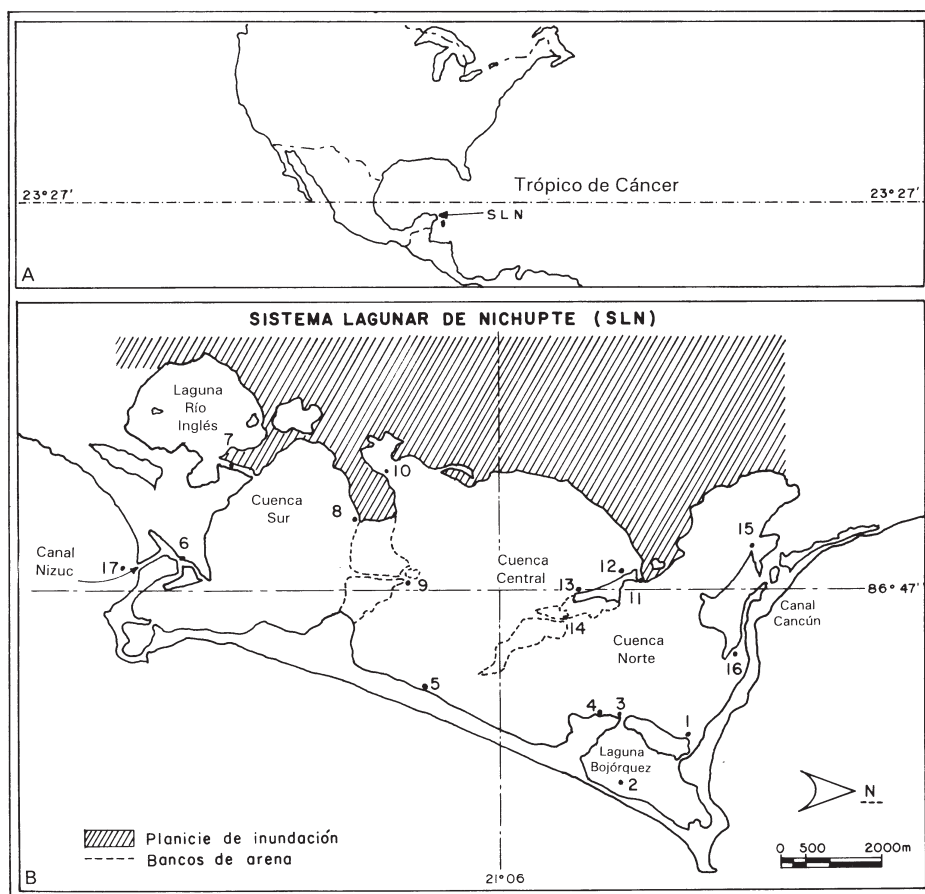 Trópico de Cáncer
23°27'
23°27'
SLN
A
SISTEMA LAGUNAR DE NICHUPTE (SLN)
Laguna
Río
Inglés
7
10
Cuenca
Sur
8
15
Canal
Nizuc
6
17
9
Cuenca
Central
12
13
11
86°47'
14
Canal
Cancún
Cuenca
Norte
16
5
4
3
1
Laguna
Bojórquez
2
N
Planicie de inundación
Bancos de arena
0 500 2000m
B
21°06